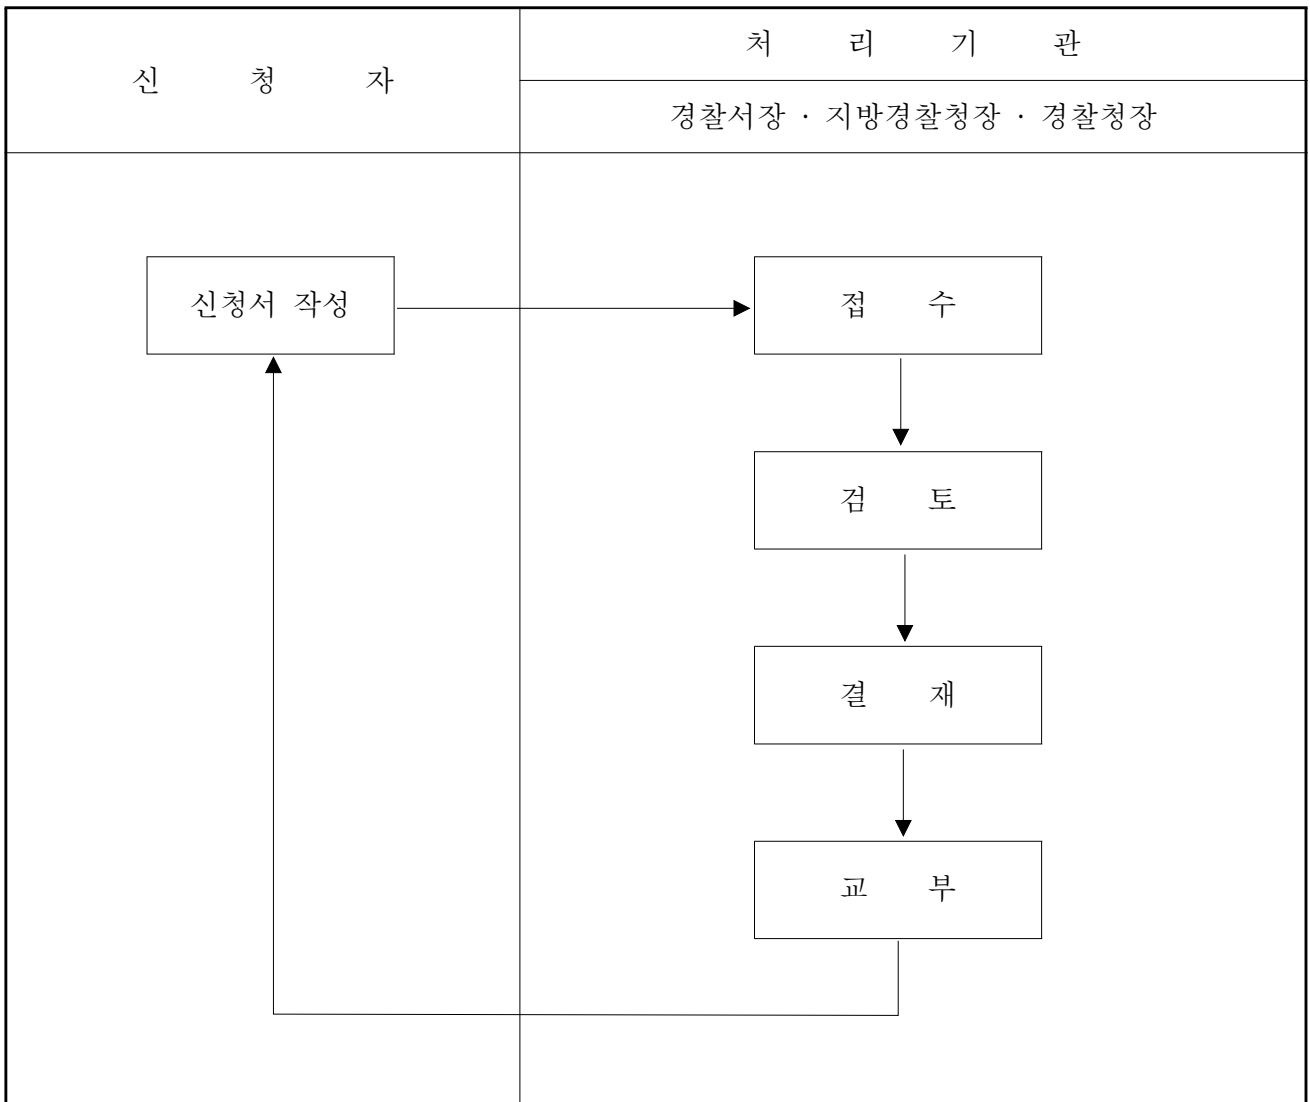 신 청 자
처 리 기 관
경찰서장 · 지방경찰청장 · 경찰청장
신청서 작성
접 수
검 토
결 재
교 부